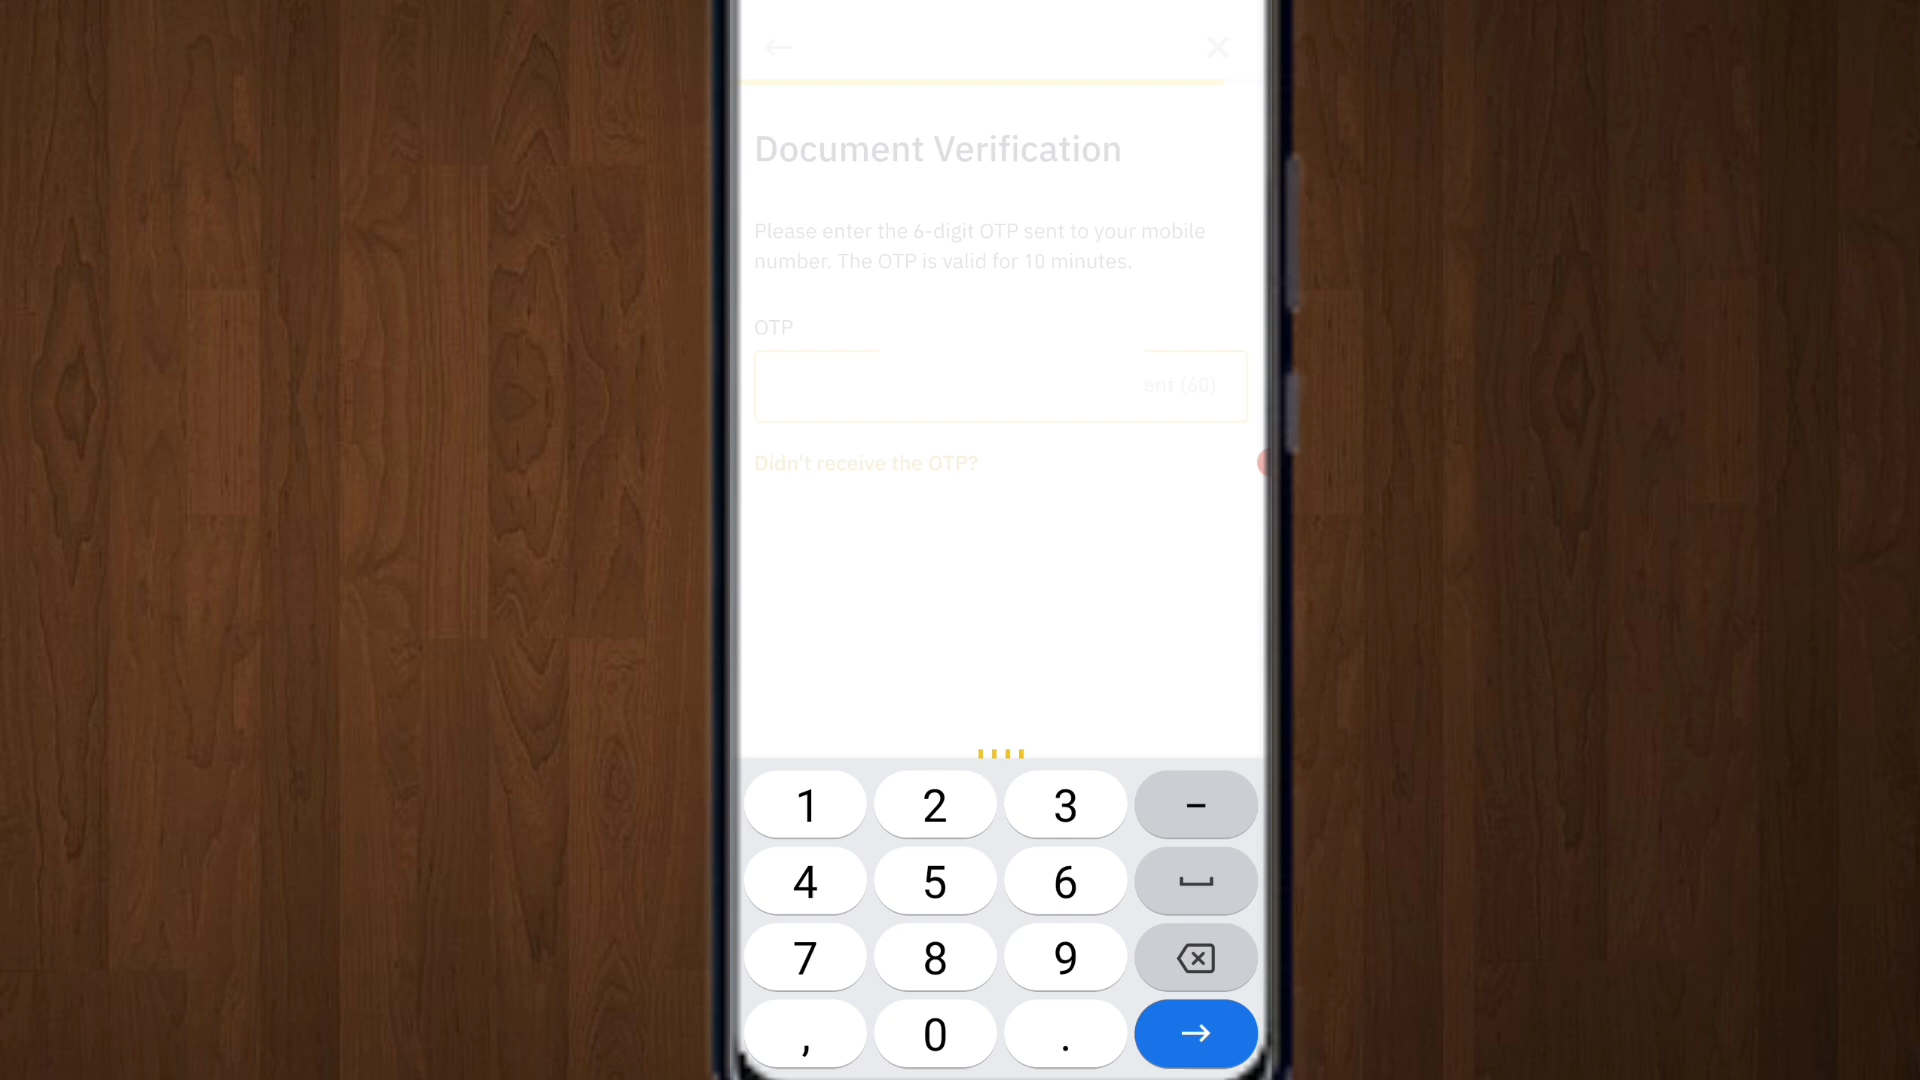 Document Verification
Please enter the 6-digit OTP sent to your mobile
number. The OTP is valid for 10 minutes.
OTP
ent (60)
Didn't receive the OTP?
1 2 3 -
4 5 6
7 8 9
, 0 .